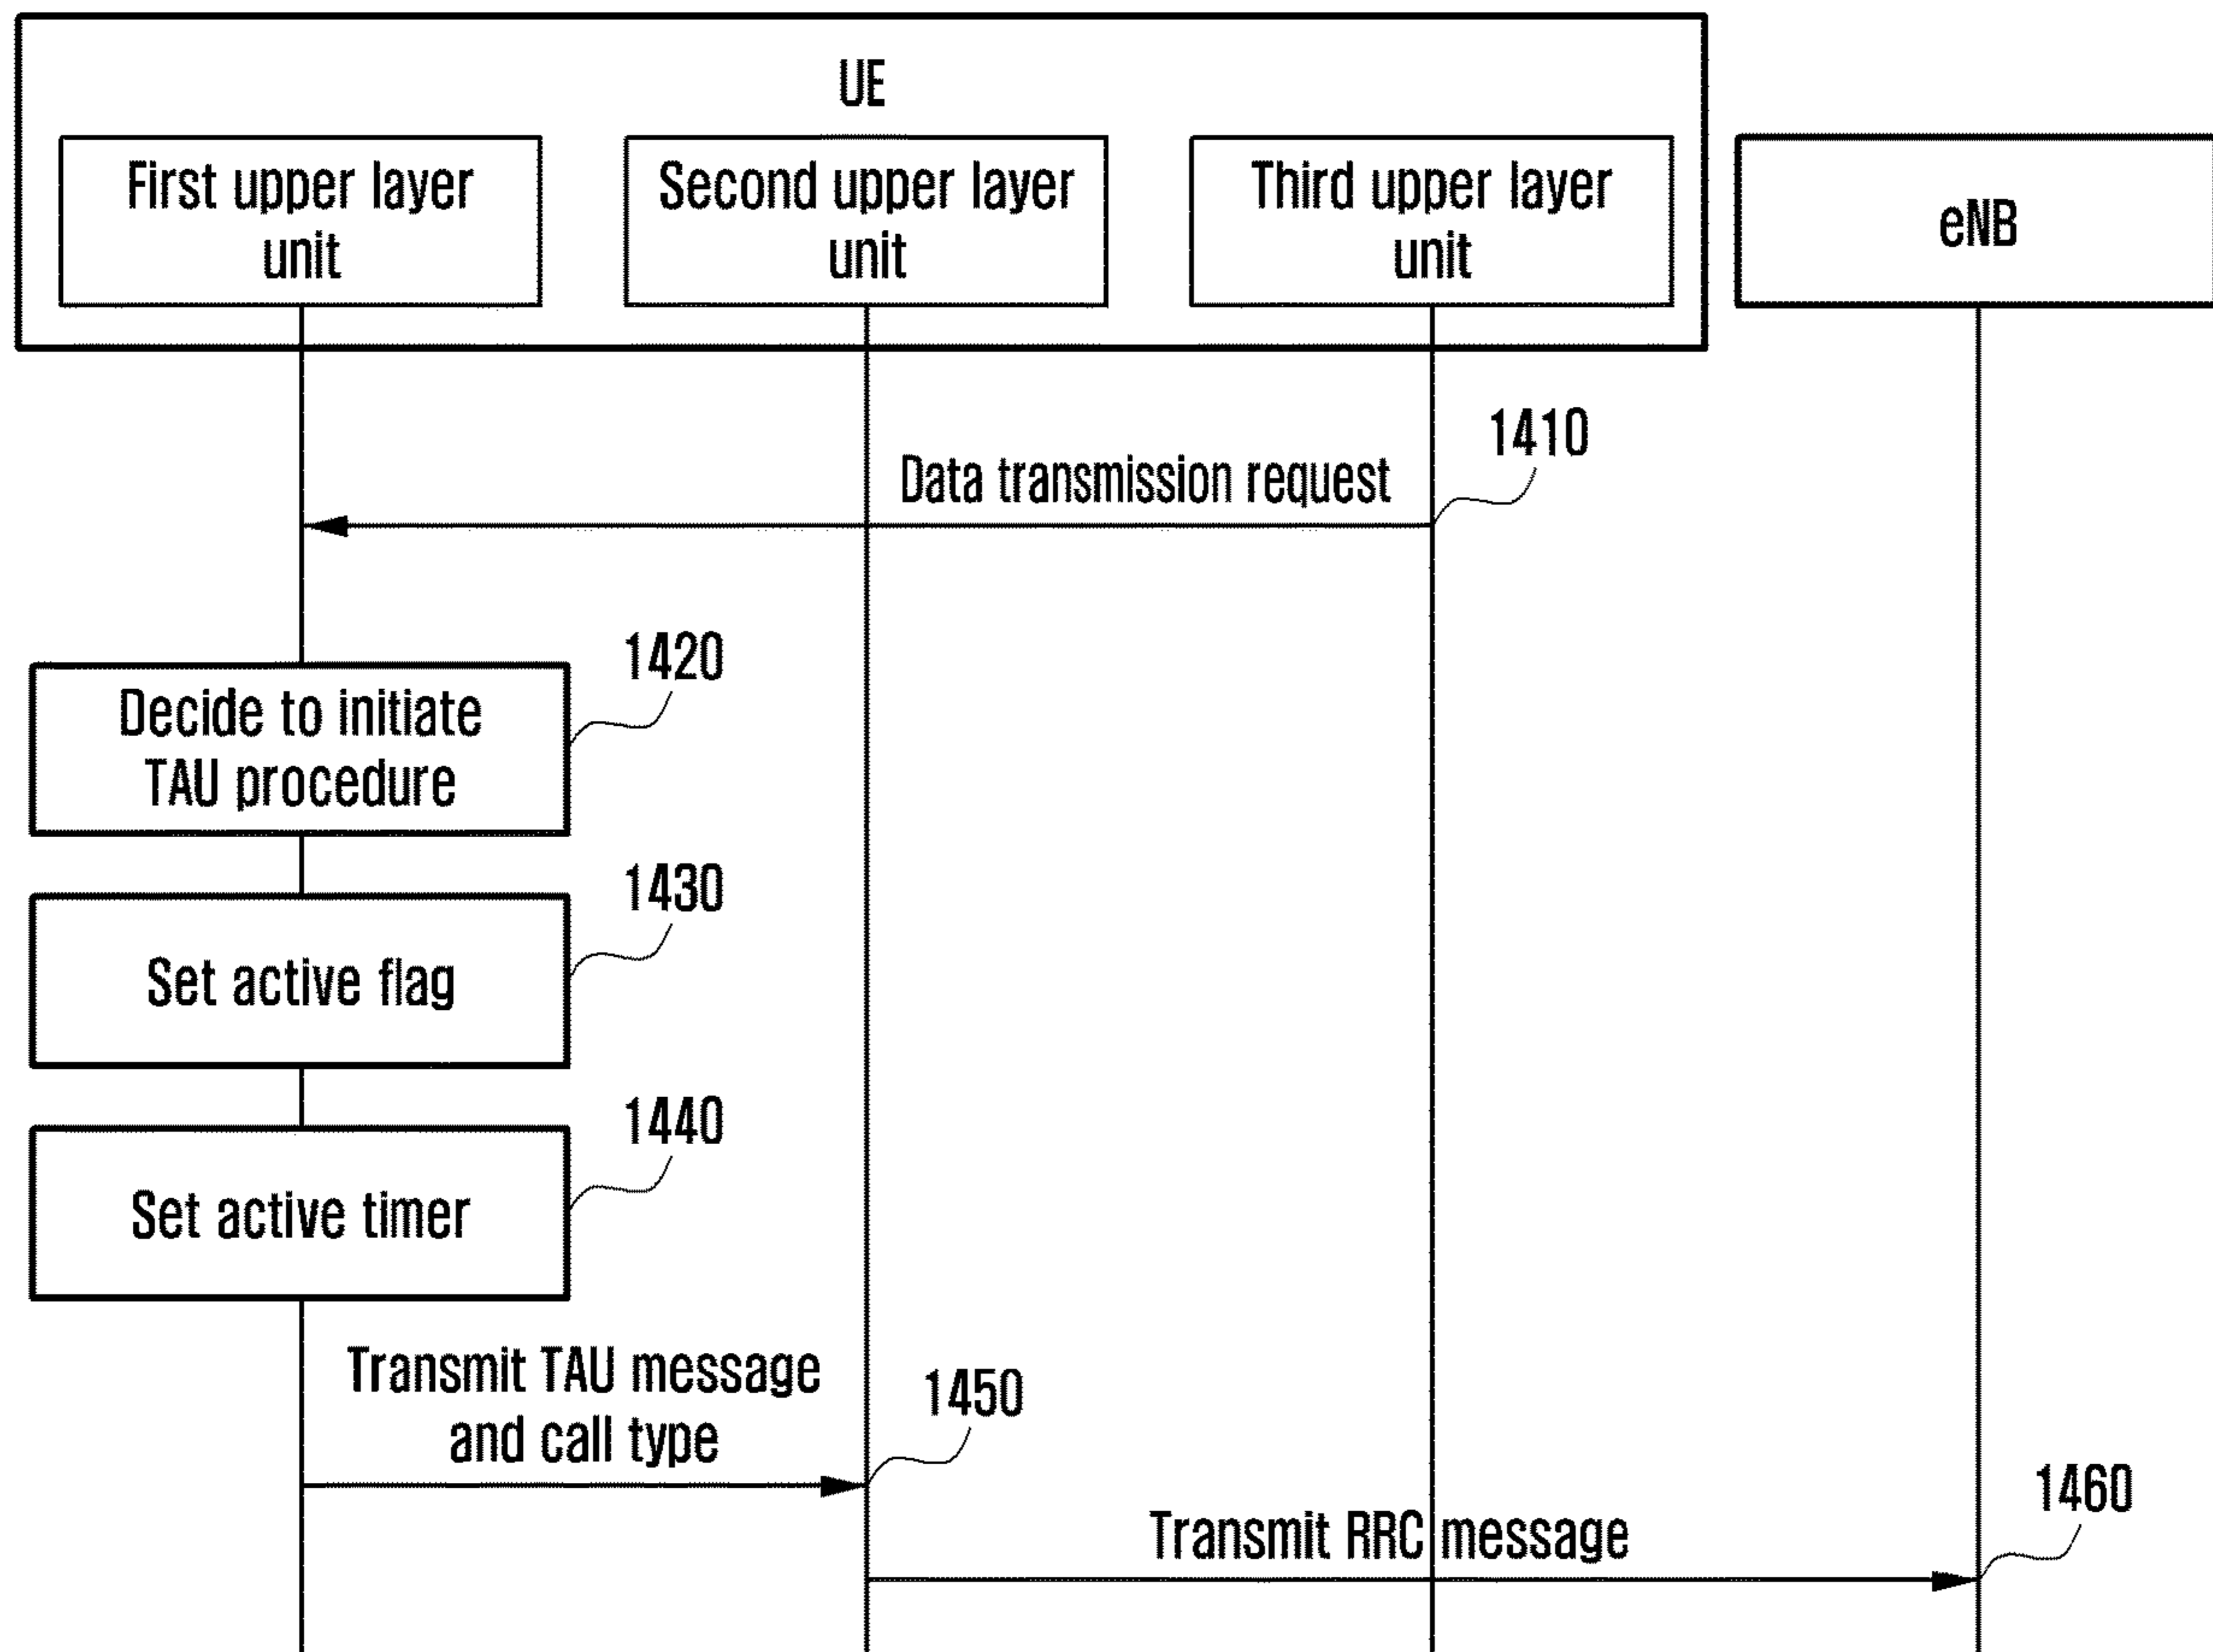 UE
First upper layer
unit
Second upper layer
unit
Third upper layer
unit
eNB
1410
Data transmission request
1420
Decide to initiate
TAU procedure
1430
Set active flag
1440
Set active timer
Transmit TAU message
and call type
1450
1460
Transmit RRC message